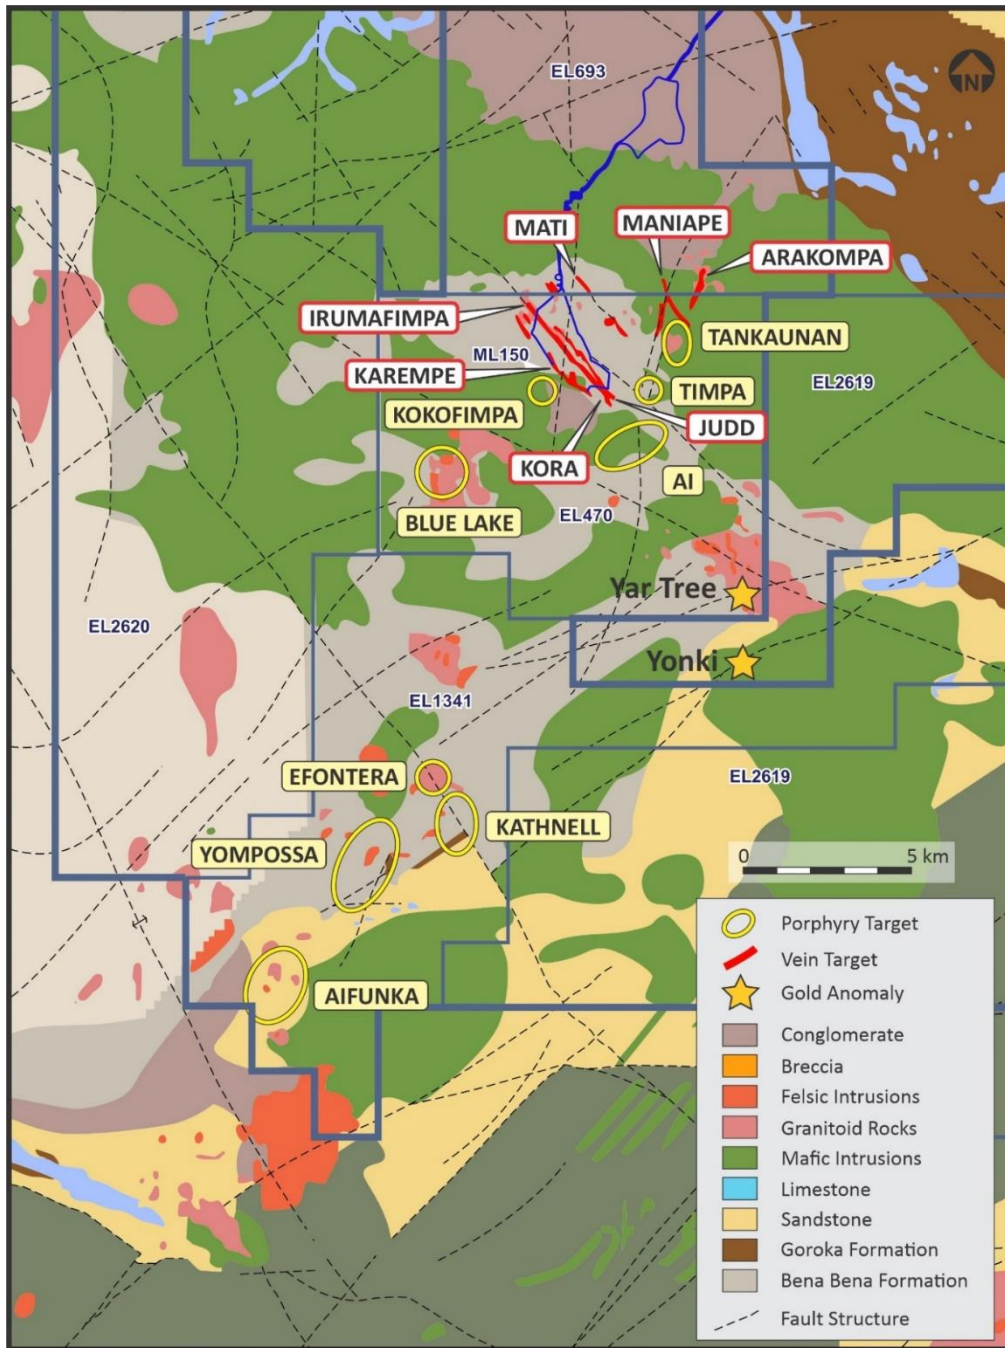 EL693
N
MATI
MANIAPE
ARAKOMPA
IRUMAFIMPA
TANKAUNAN
ML150
KAREMPE
EL2619
KOKOFIMPA
TIMPA
JUDD
KORA
AI
BLUE LAKE
EL470
Yar Tree
EL2620
Yonki
EL1341
EFONTERA
EL2619
KATHNELL
YOMPOSSA
0 5 km
AIFUNKA
Porphyry Target
Vein Target
Gold Anomaly
Conglomerate
Breccia
Felsic Intrusions
Granitoid Rocks
Mafic Intrusions
Limestone
Sandstone
Goroka Formation
Bena Bena Formation
Fault Structure